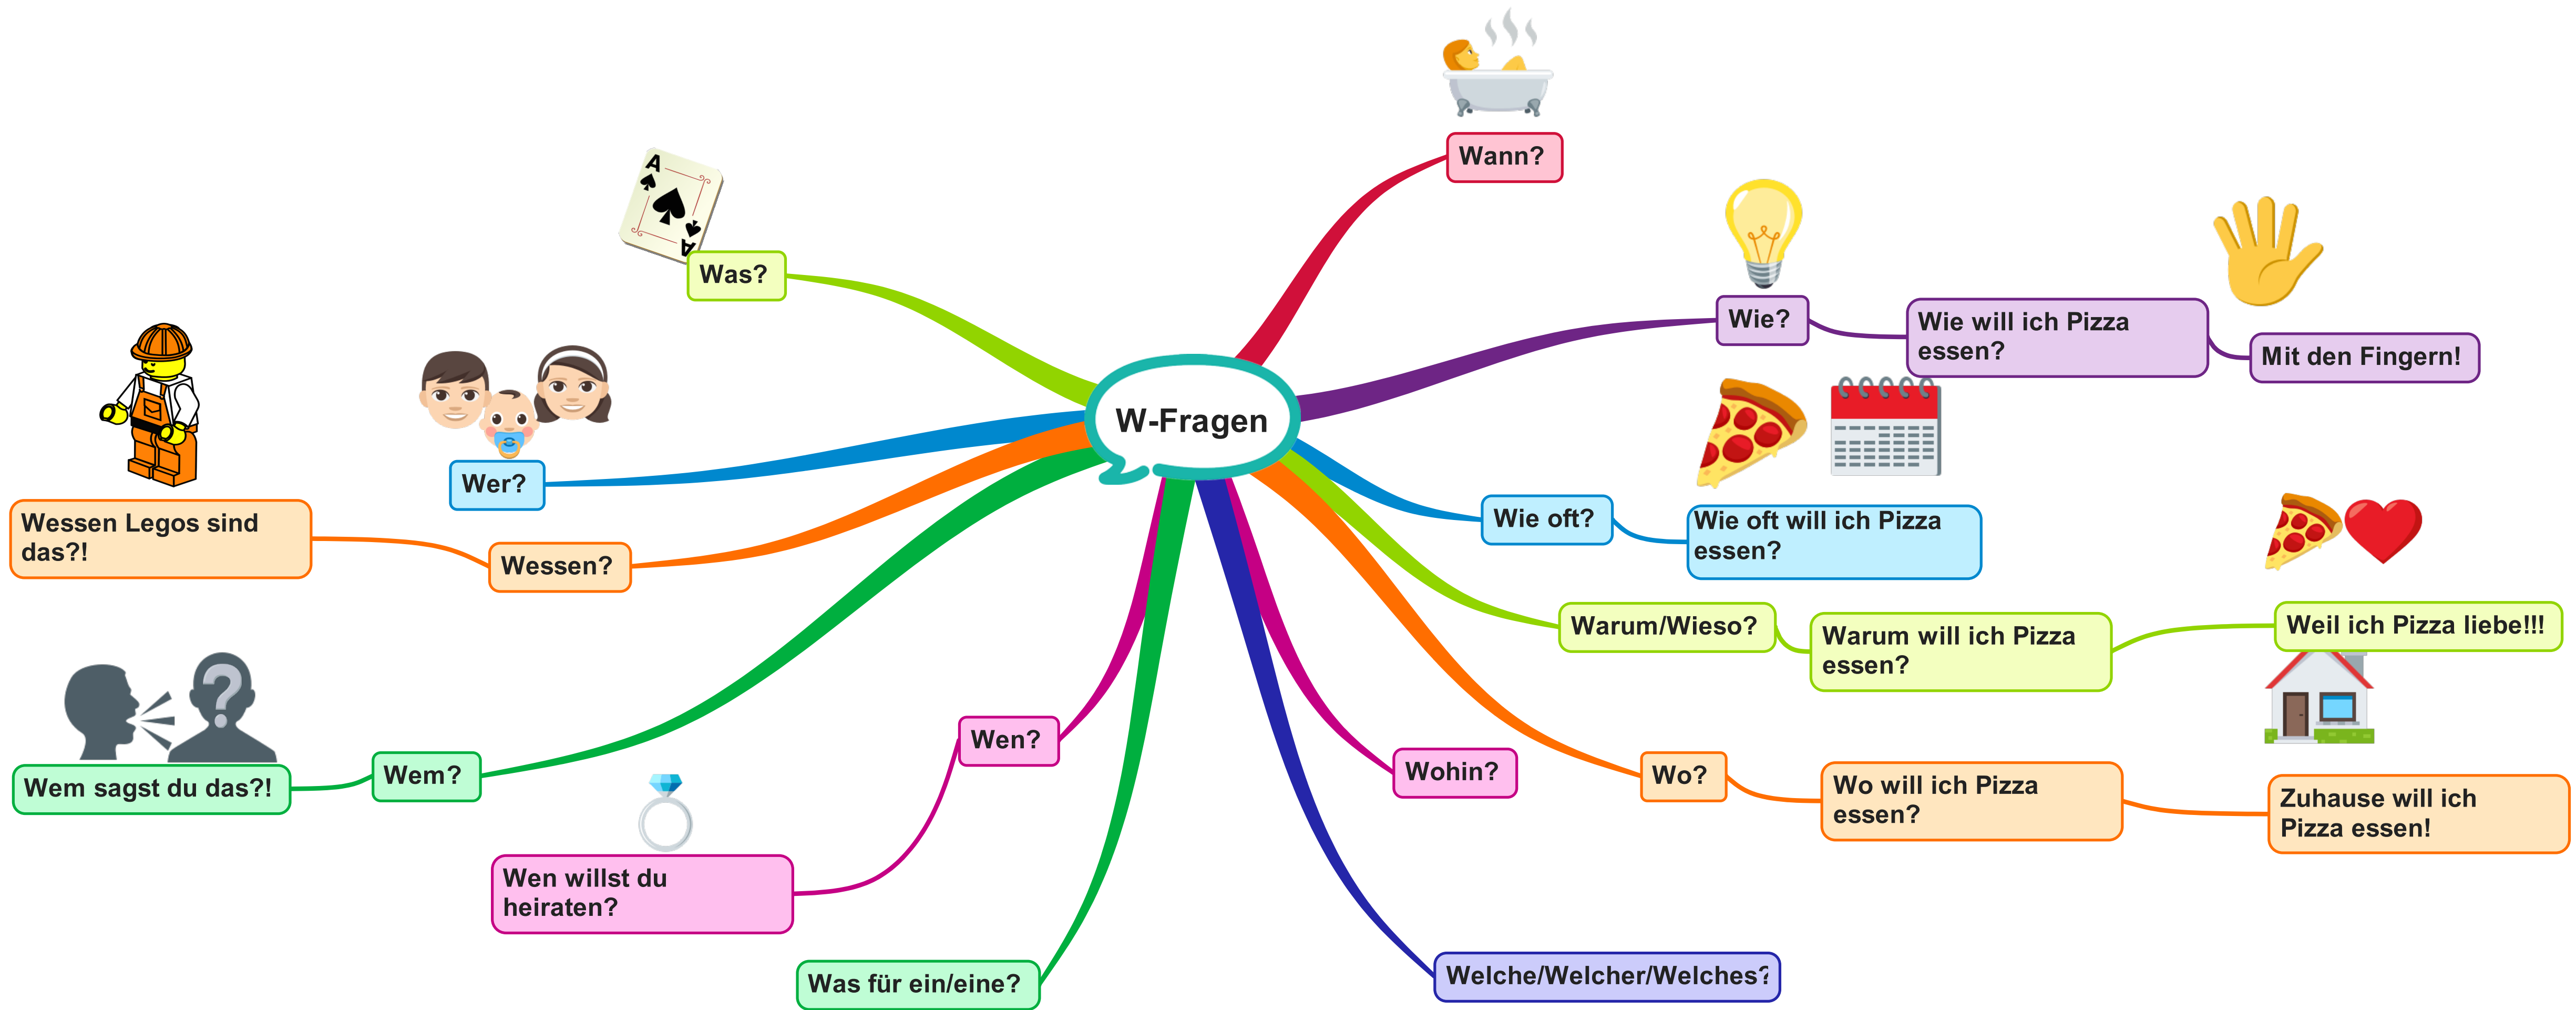 W-Fragen
Wann?
Wie?
Wie will ich Pizza
essen?
Mit den Fingern!
Wie oft?
Wie oft will ich Pizza
essen?
Warum/Wieso?
Warum will ich Pizza
essen?
Weil ich Pizza liebe!!!
Wo?
Wo will ich Pizza
essen?
Zuhause will ich
Pizza essen!
Wohin?
Welche/Welcher/Welches?
Was für ein/eine?
Wen?
Wen willst du
heiraten?
Wem?
Wem sagst du das?!
Wessen?
Wessen Legos sind
das?!
Wer?
Was?
A
A
?